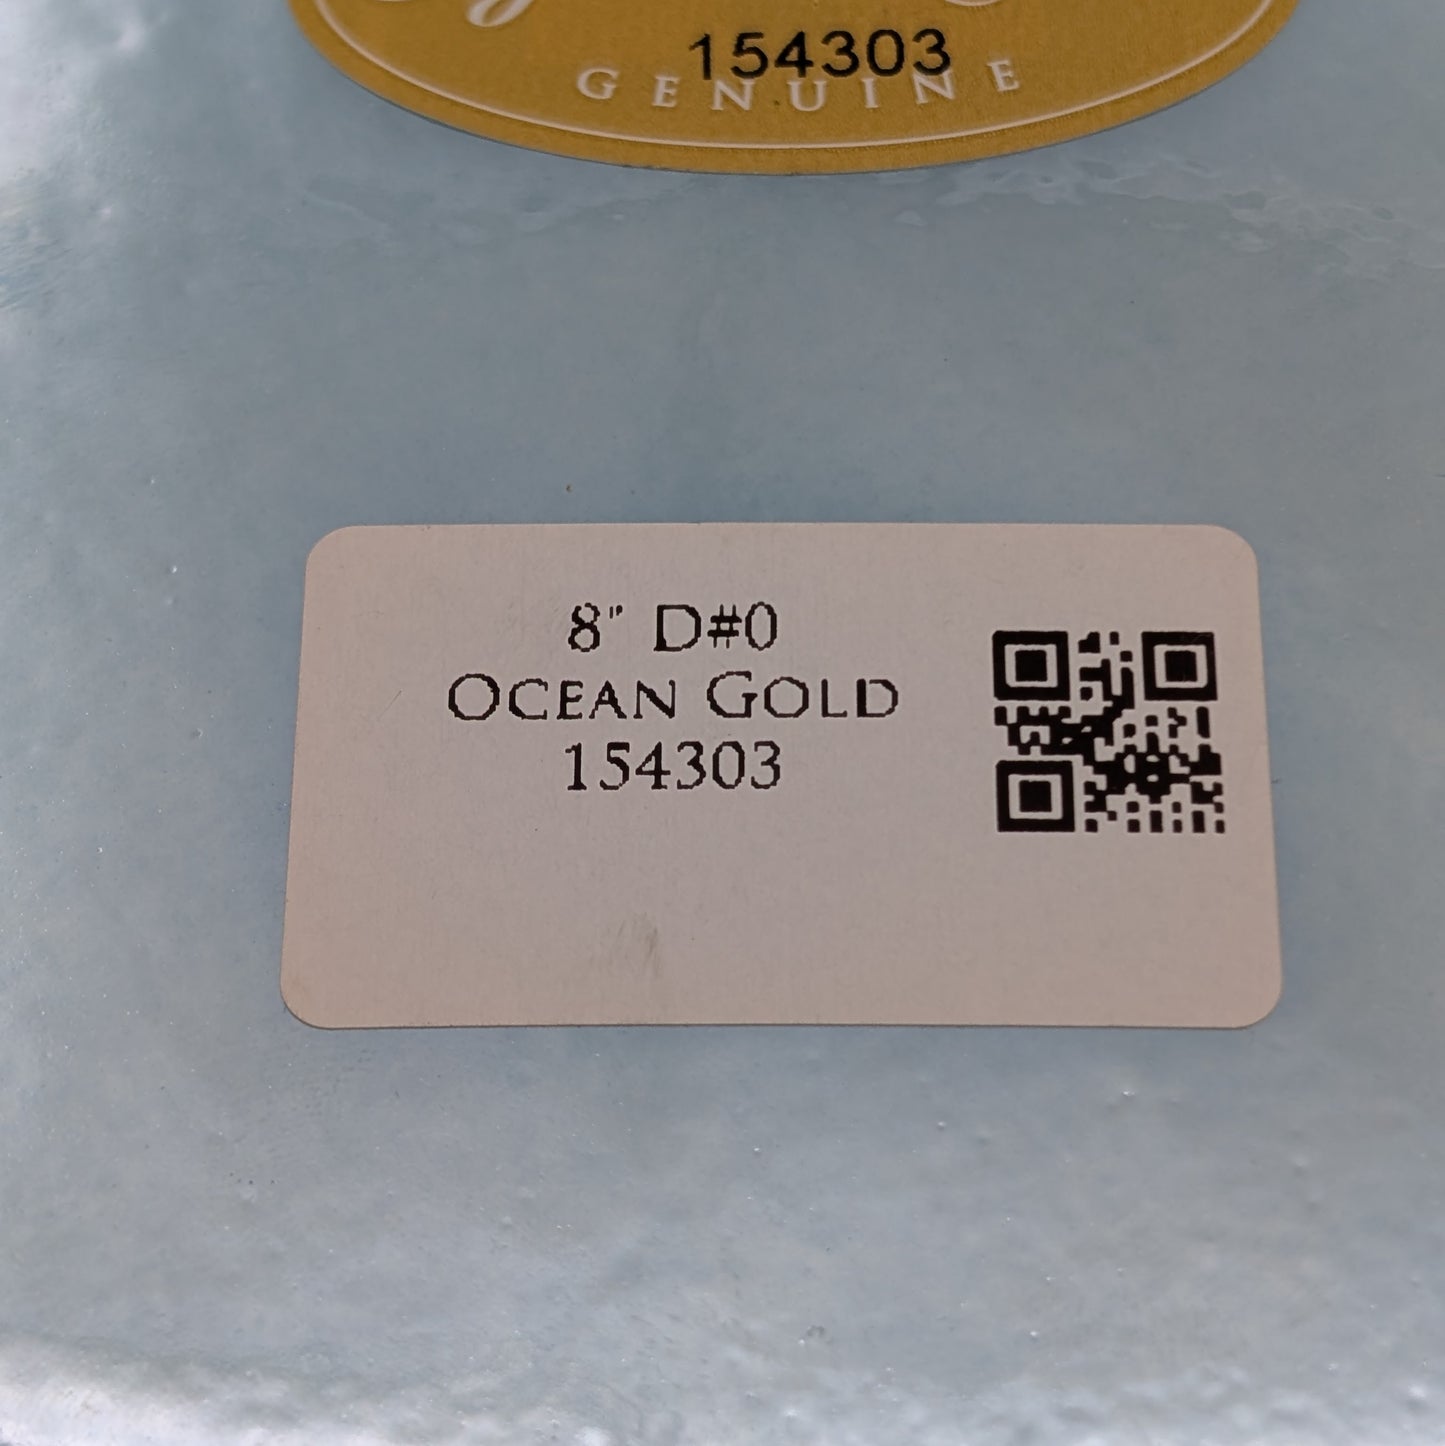 154303
GENUINE
8" D#0
OCEAN GOLD
154303